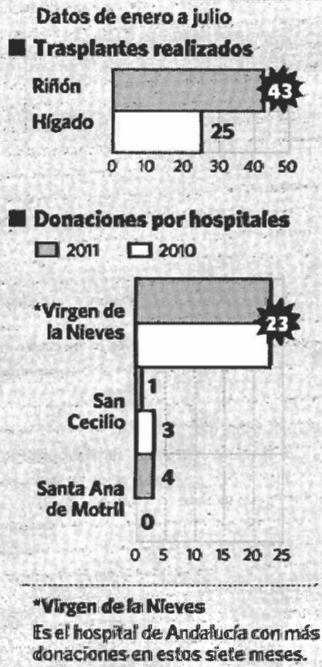 Datos de enero a julio
Trasplantes realizados
Riñón
43
Hígado
25
0 10 20 30 40 50
Donaciones por hospitales
2011 2010
*Virgen de
la Nieves
23
1
San
Cecilio
3
4
Santa Ana
de Motril
0
0 5 10 15 20 25
*Virgen de la Nieves
Es el hospital de Andalucía con más
donaciones en estos siete meses.